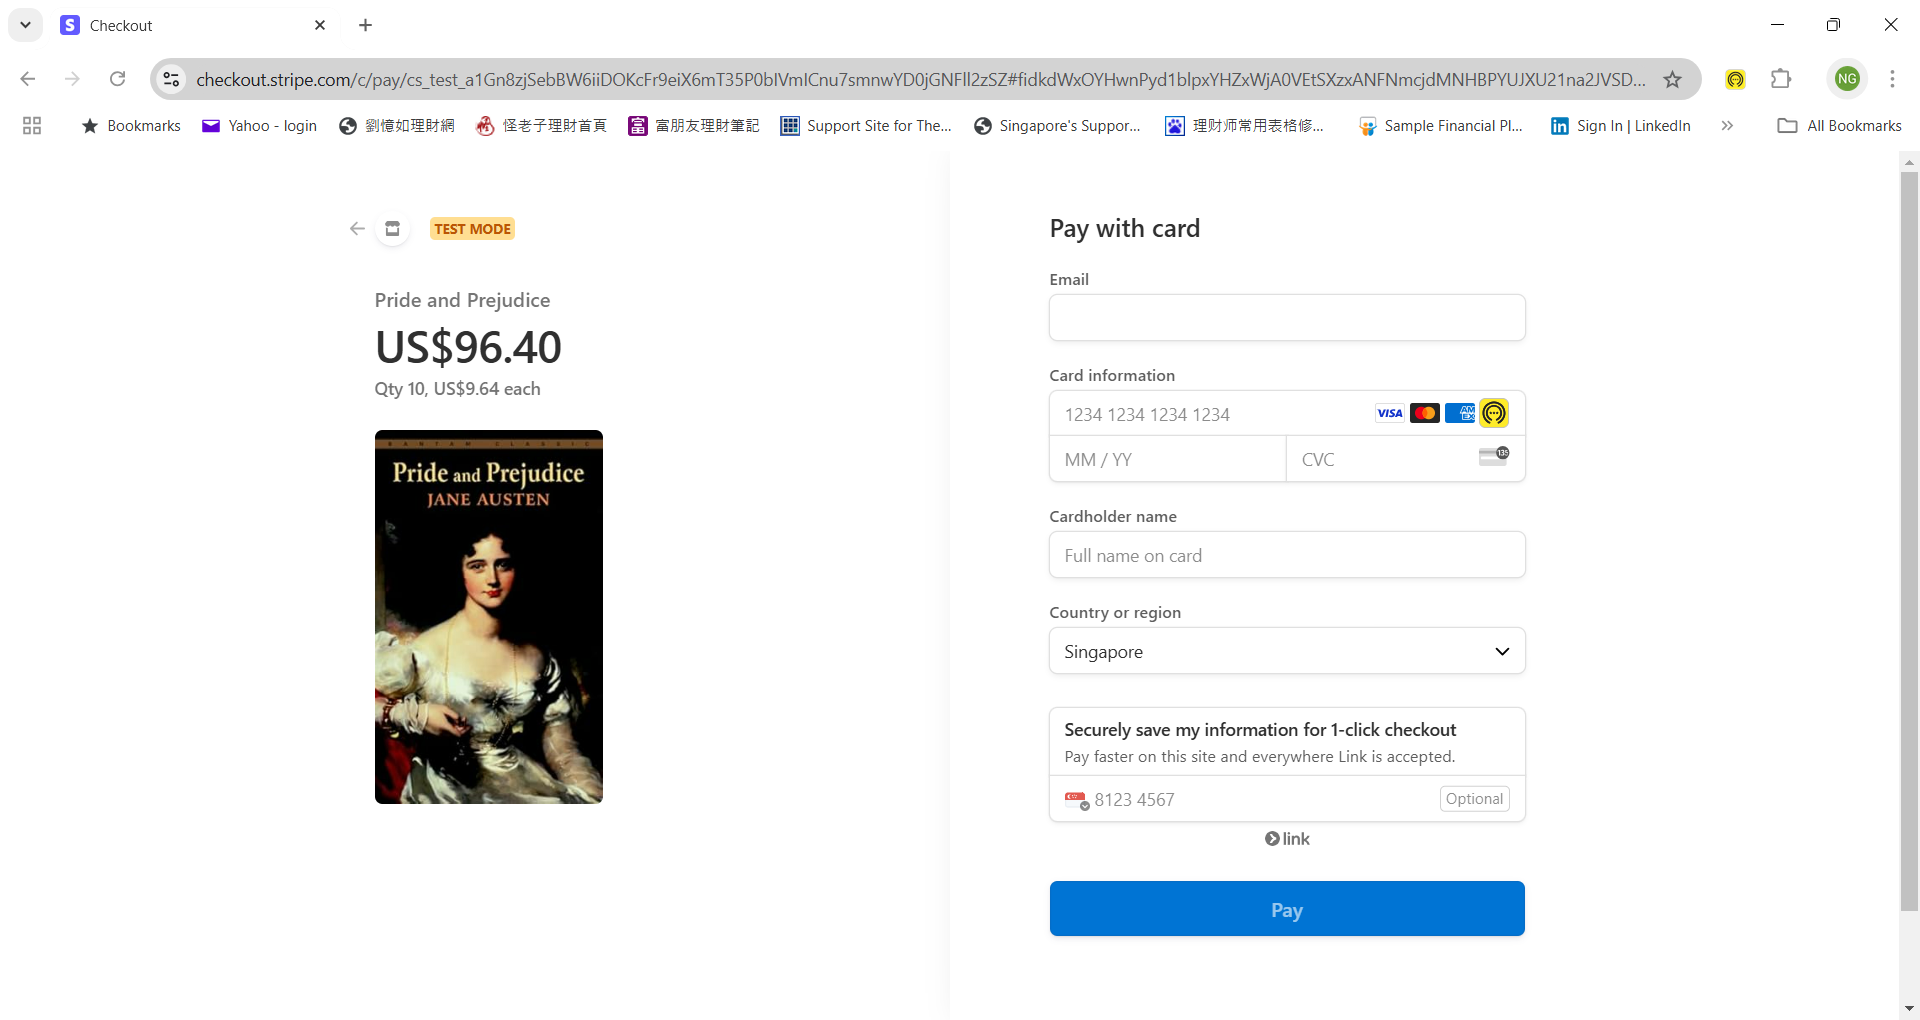 Checkout
checkout.stripe.com/c/pay/cs_test_a1Gn8zjSebBW6iiDOKcFr9eiX6mT35P0bIVmICnu7smnwYD0jGNFll2zSZ#fidkdWxOYHwnPyd1blpxYHZxWjA0VEtSXzxANFNmcjdMNHBPYUJXU21na2JVSD...
NG
Bookmarks
Yahoo - login
劉憶如理財網
怪老子理財首頁
富朋友理財筆記
Support Site for The...
Singapore's Suppor...
理财师常用表格修...
Sample Financial Pl...
Sign In | LinkedIn
All Bookmarks
TEST MODE
Pride and Prejudice
US$96.40
Qty 10, US$9.64 each
BANTAM CLASSIC
Pride and Prejudice
JANE AUSTEN
Pay with card
Email
Card information
1234 1234 1234 1234
VISA
AMEX
MM / YY
CVC
135
Cardholder name
Full name on card
Country or region
Singapore
Securely save my information for 1-click checkout
Pay faster on this site and everywhere Link is accepted.
8123 4567
Optional
link
Pay